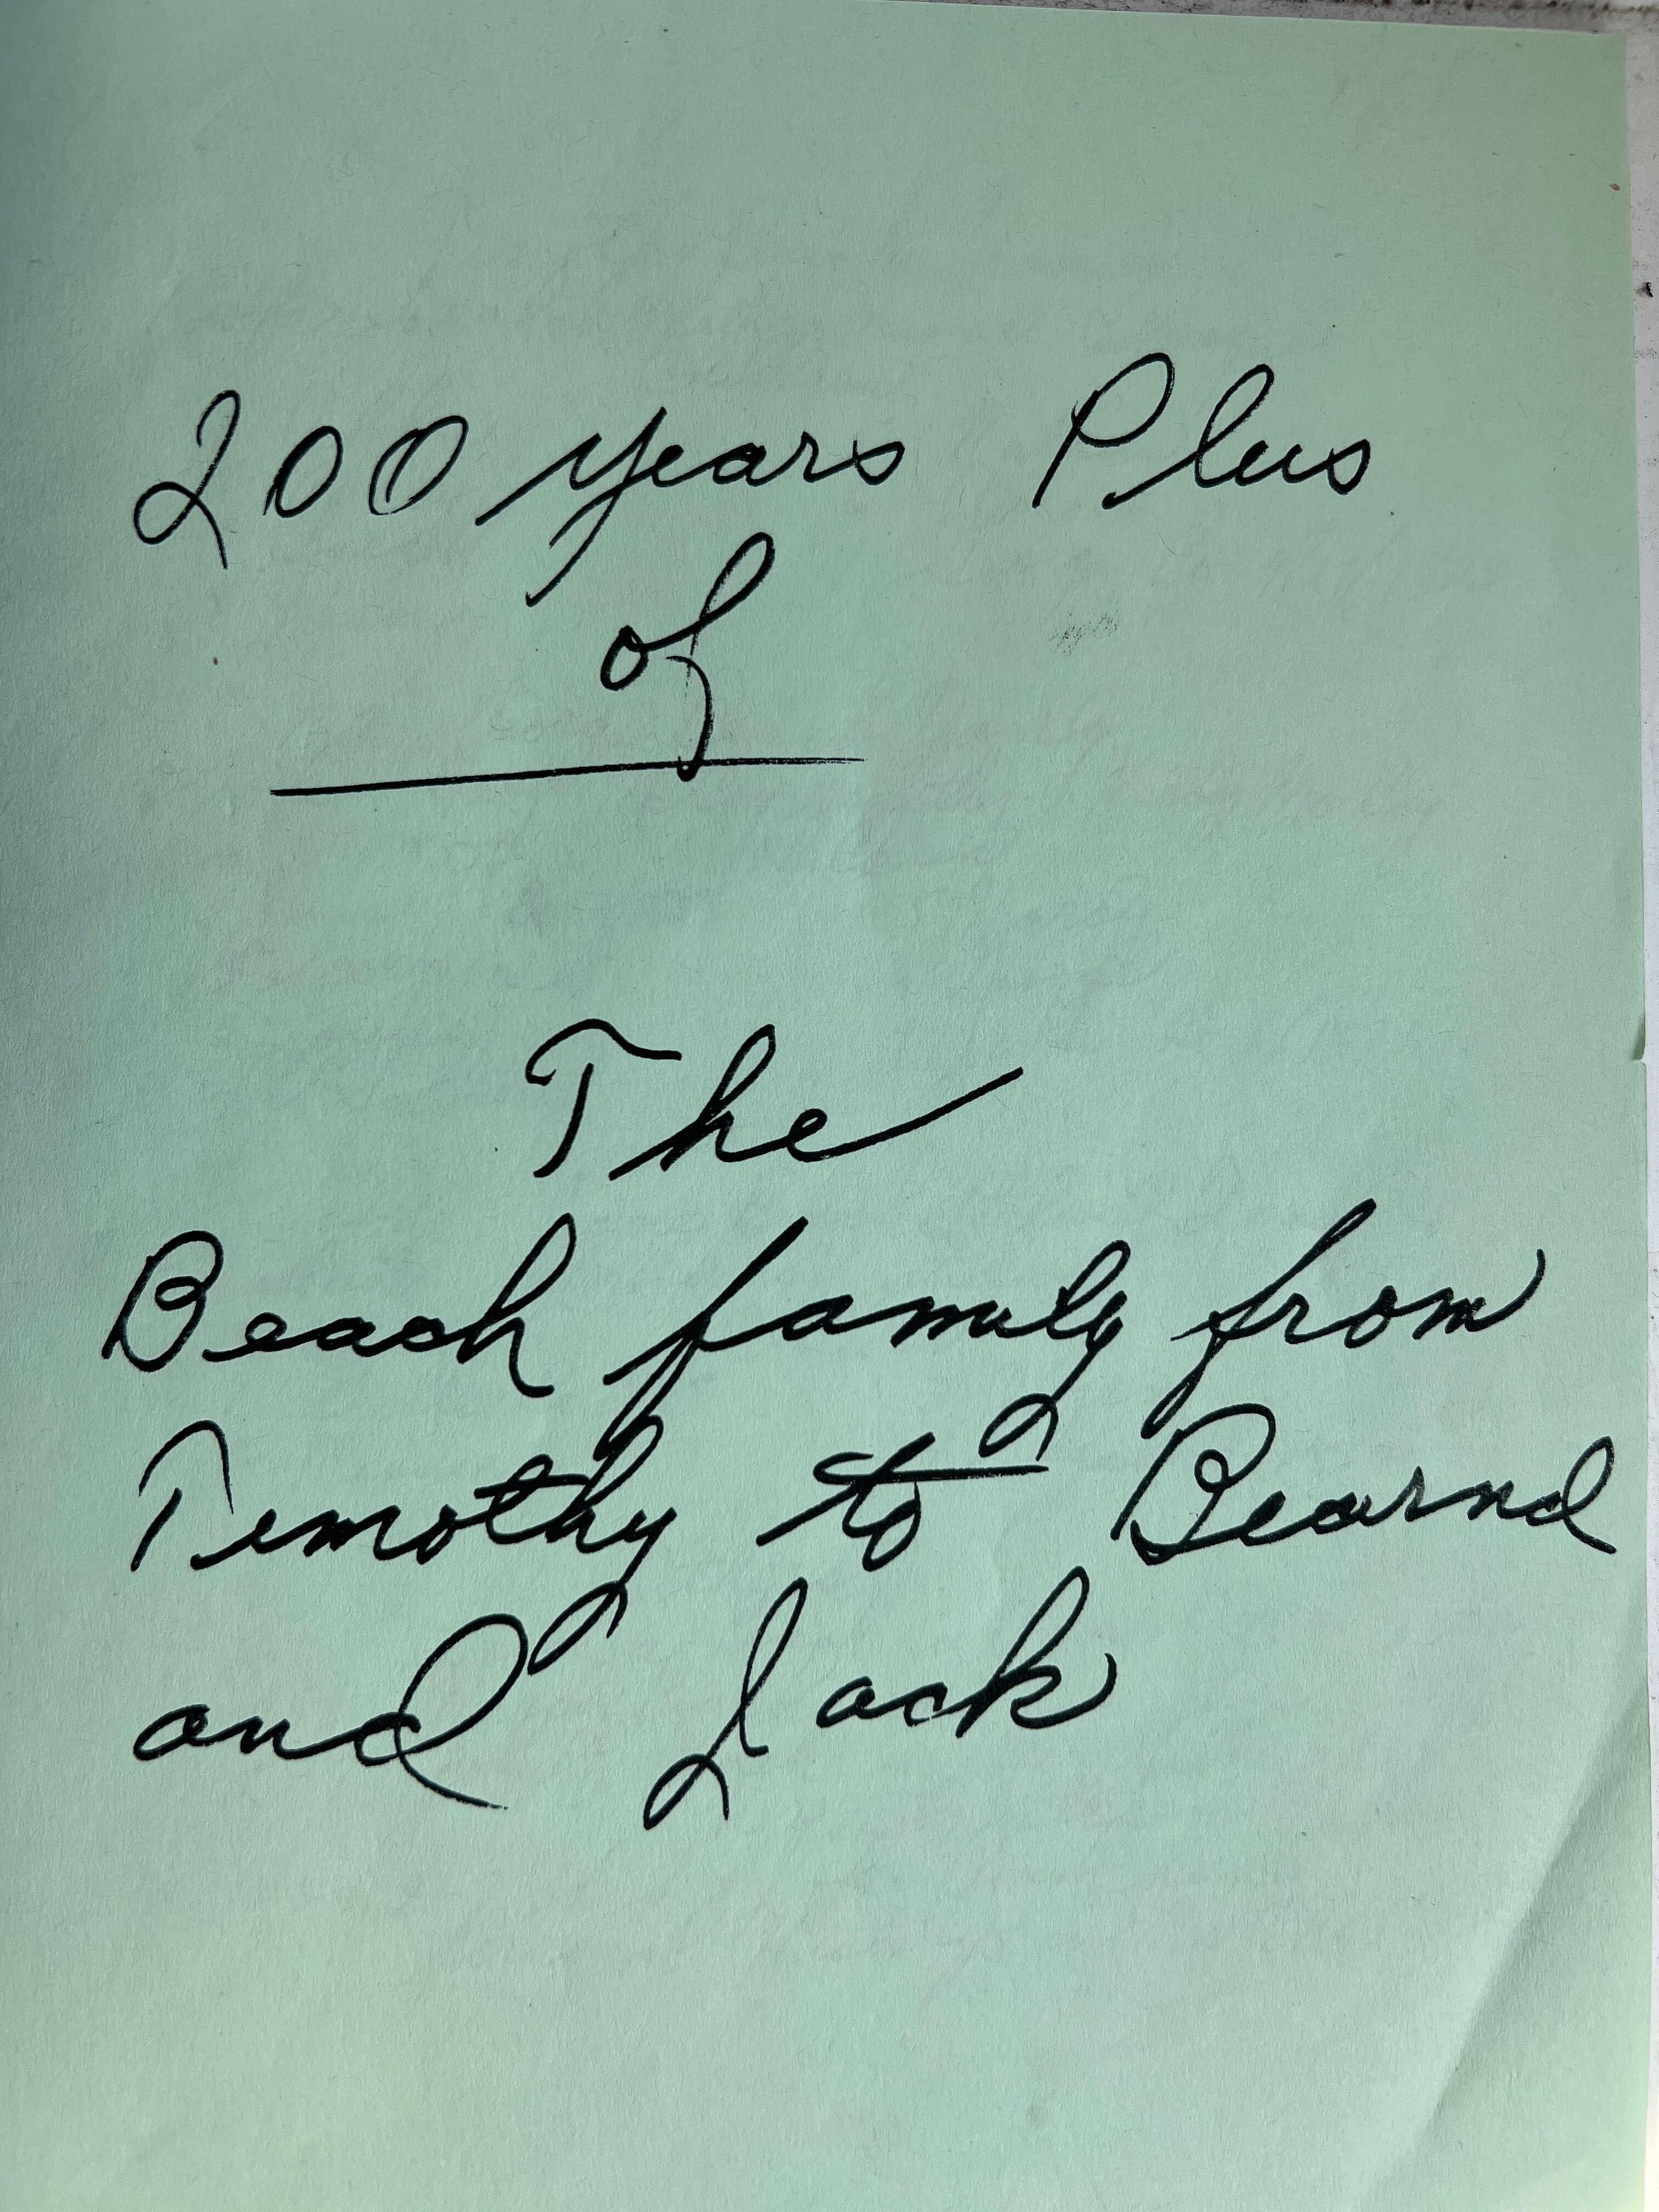 200 years Plus
of
The
Beach family from
Timothy to Bearnd
and Jack